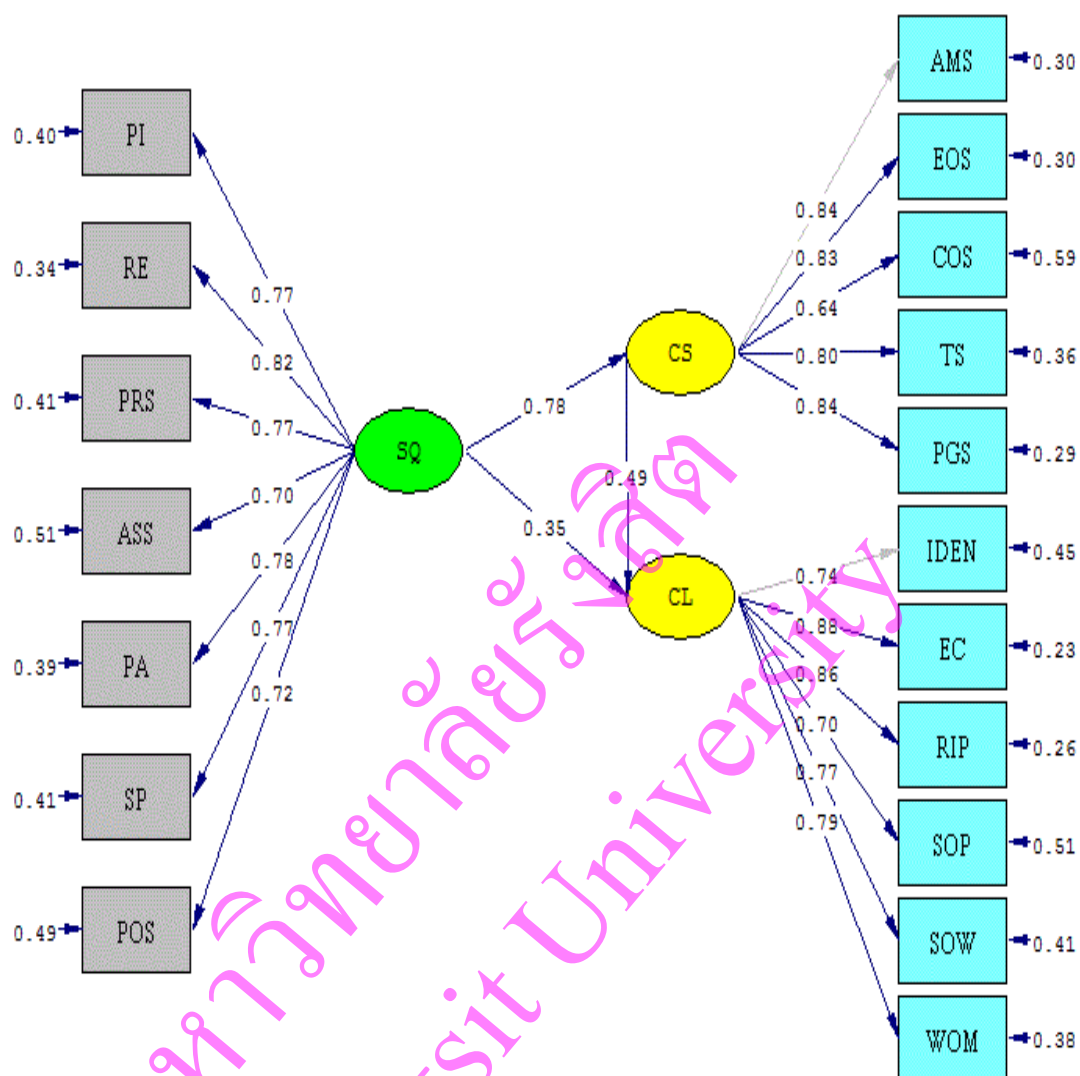 0.40 PI
0.34 RE
0.41 PRS
0.51 ASS
0.39 PA
0.41 SP
0.49 POS
0.77
0.82
0.77
0.70
0.78
0.77
0.72
SQ
0.78
0.35
CS
0.49
CL
0.84
0.83
0.64
0.80
0.84
0.74
0.88
0.86
0.70
0.77
0.79
AMS 0.30
EOS 0.30
COS 0.59
TS 0.36
PGS 0.29
IDEN 0.45
EC 0.23
RIP 0.26
SOP 0.51
SOW 0.41
WOM 0.38
หาวิทยาลัยรังสิต
sit University